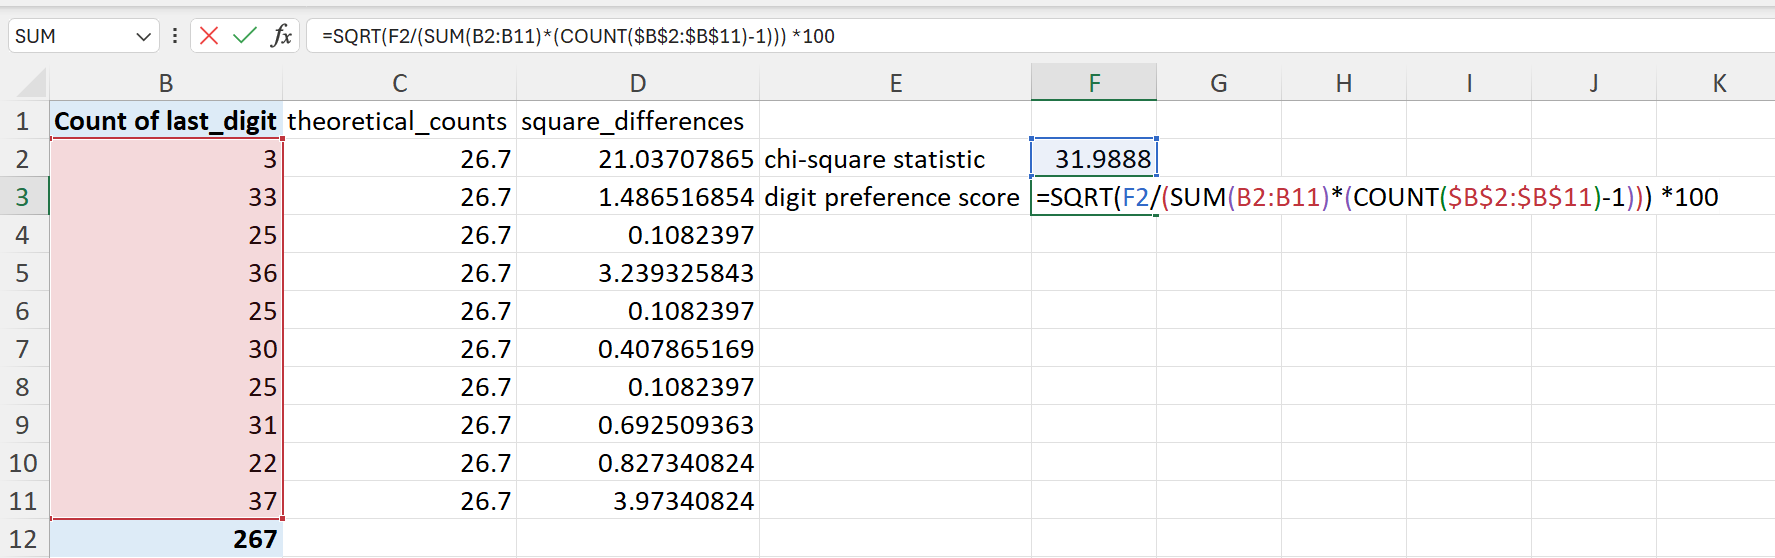 SUM fx =SQRT(F2/(SUM(B2:B11)*(COUNT($B$2:$B$11)-1))) *100
B C D E F G H I J K
1 Count of last_digit theoretical_counts square_differences
2 3 26.7 21.03707865 chi-square statistic 31.9888
3 33 26.7 1.486516854 digit preference score =SQRT(F2/(SUM(B2:B11)*(COUNT($B$2:$B$11)-1))) *100
4 25 26.7 0.1082397
5 36 26.7 3.239325843
6 25 26.7 0.1082397
7 30 26.7 0.407865169
8 25 26.7 0.1082397
9 31 26.7 0.692509363
10 22 26.7 0.827340824
11 37 26.7 3.97340824
12 267